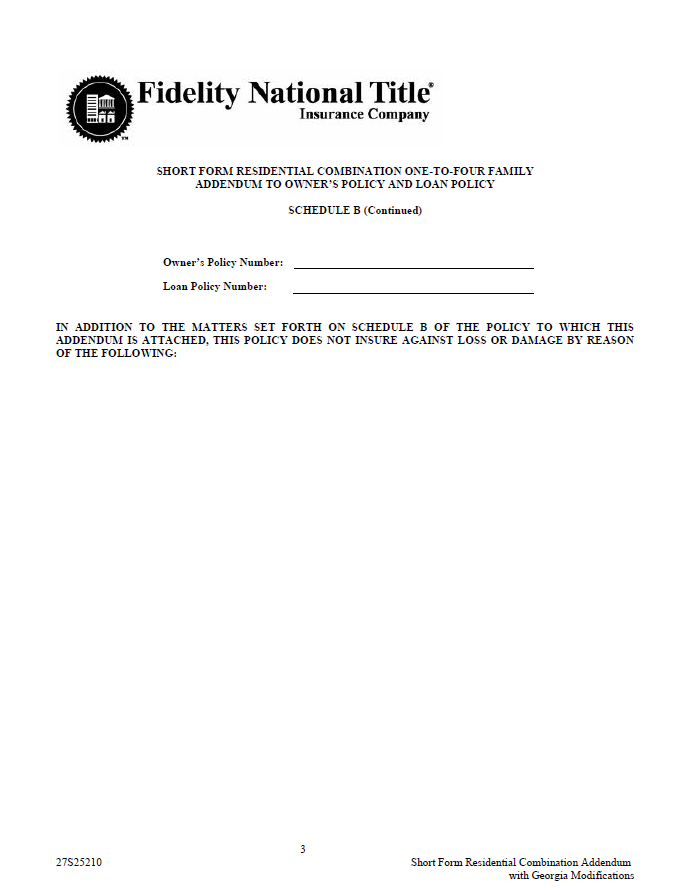 Fidelity National Title®
Insurance Company
™
SHORT FORM RESIDENTIAL COMBINATION ONE-TO-FOUR FAMILY
ADDENDUM TO OWNER'S POLICY AND LOAN POLICY
SCHEDULE B (Continued)
Owner's Policy Number:
Loan Policy Number:
IN ADDITION TO THE MATTERS SET FORTH ON SCHEDULE B OF THE POLICY TO WHICH THIS
ADDENDUM IS ATTACHED, THIS POLICY DOES NOT INSURE AGAINST LOSS OR DAMAGE BY REASON
OF THE FOLLOWING:
3
27S25210
Short Form Residential Combination Addendum
with Georgia Modifications